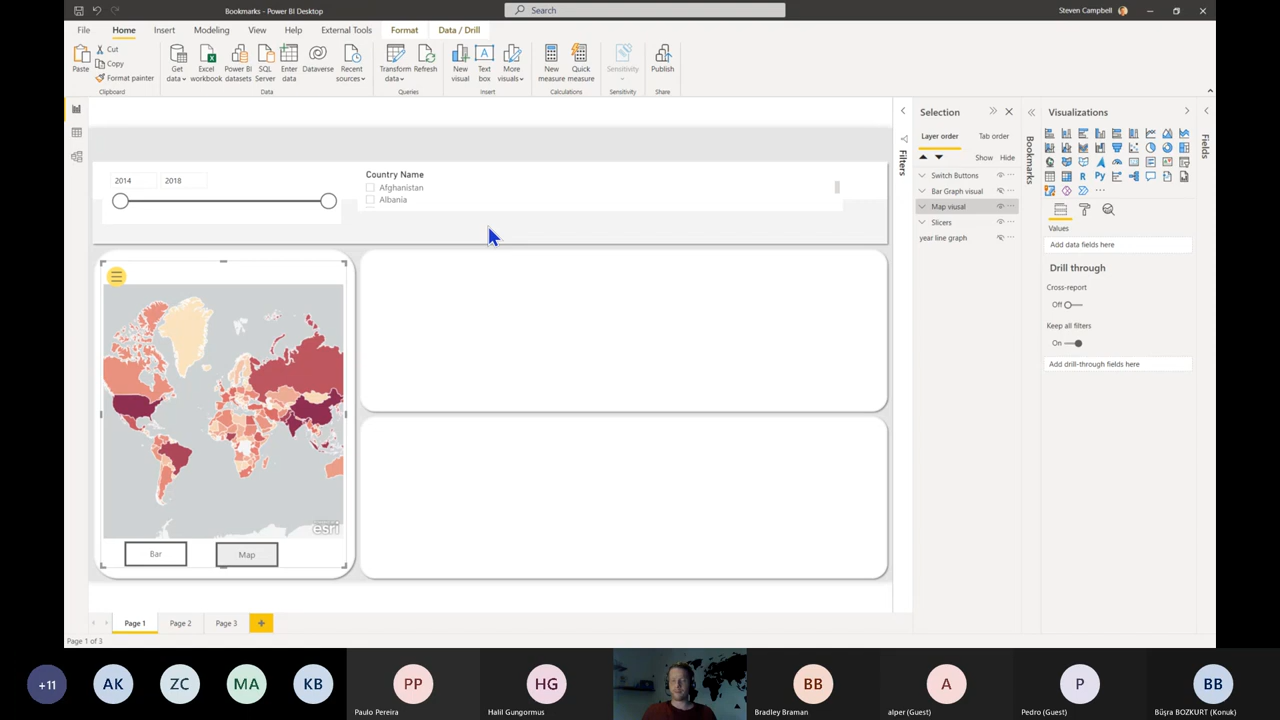 Bookmarks - Power BI Desktop
Search
Steven Campbell
File
Home
Insert
Modeling
View
Help
External Tools
Format
Data / Drill
Paste
Cut
Copy
Format painter
Clipboard
Get data
Excel workbook
Power BI datasets
SQL Server
Enter data
Dataverse
Recent sources
Data
Transform data
Refresh
Queries
New visual
Text box
More visuals
Insert
New measure
Quick measure
Calculations
Sensitivity
Sensitivity
Publish
Share
2014
2018
Country Name
Afghanistan
Albania
esri
Bar
Map
Filters
Selection
Layer order
Tab order
Show
Hide
Switch Buttons
Bar Graph visual
Map viusal
Slicers
year line graph
Bookmarks
Visualizations
R
Py
Values
Add data fields here
Drill through
Cross-report
Off
Keep all filters
On
Add drill-through fields here
Fields
Page 1
Page 2
Page 3
Page 1 of 3
+11
AK
ZC
MA
KB
PP
Paulo Pereira
HG
Halil Gungormus
BB
Bradley Braman
A
alper (Guest)
P
Pedro (Guest)
BB
Büşra BOZKURT (Konuk)